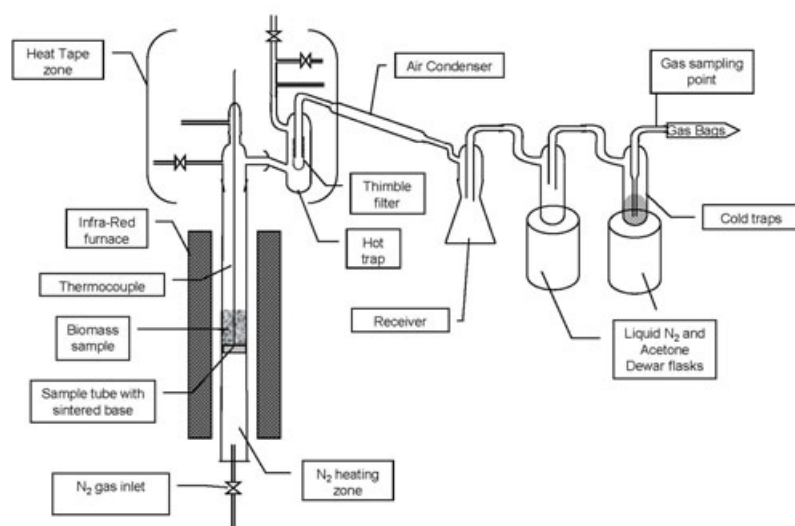 Heat Tape
zone
Air Condenser
Gas sampling
point
Gas Bags
Thimble
filter
Cold traps
Infra-Red
furnace
Hot
trap
Thermocouple
Receiver
Biomass
sample
Liquid N₂ and
Acetone
Dewar flasks
Sample tube with
sintered base
N₂ gas inlet
N₂ heating
zone